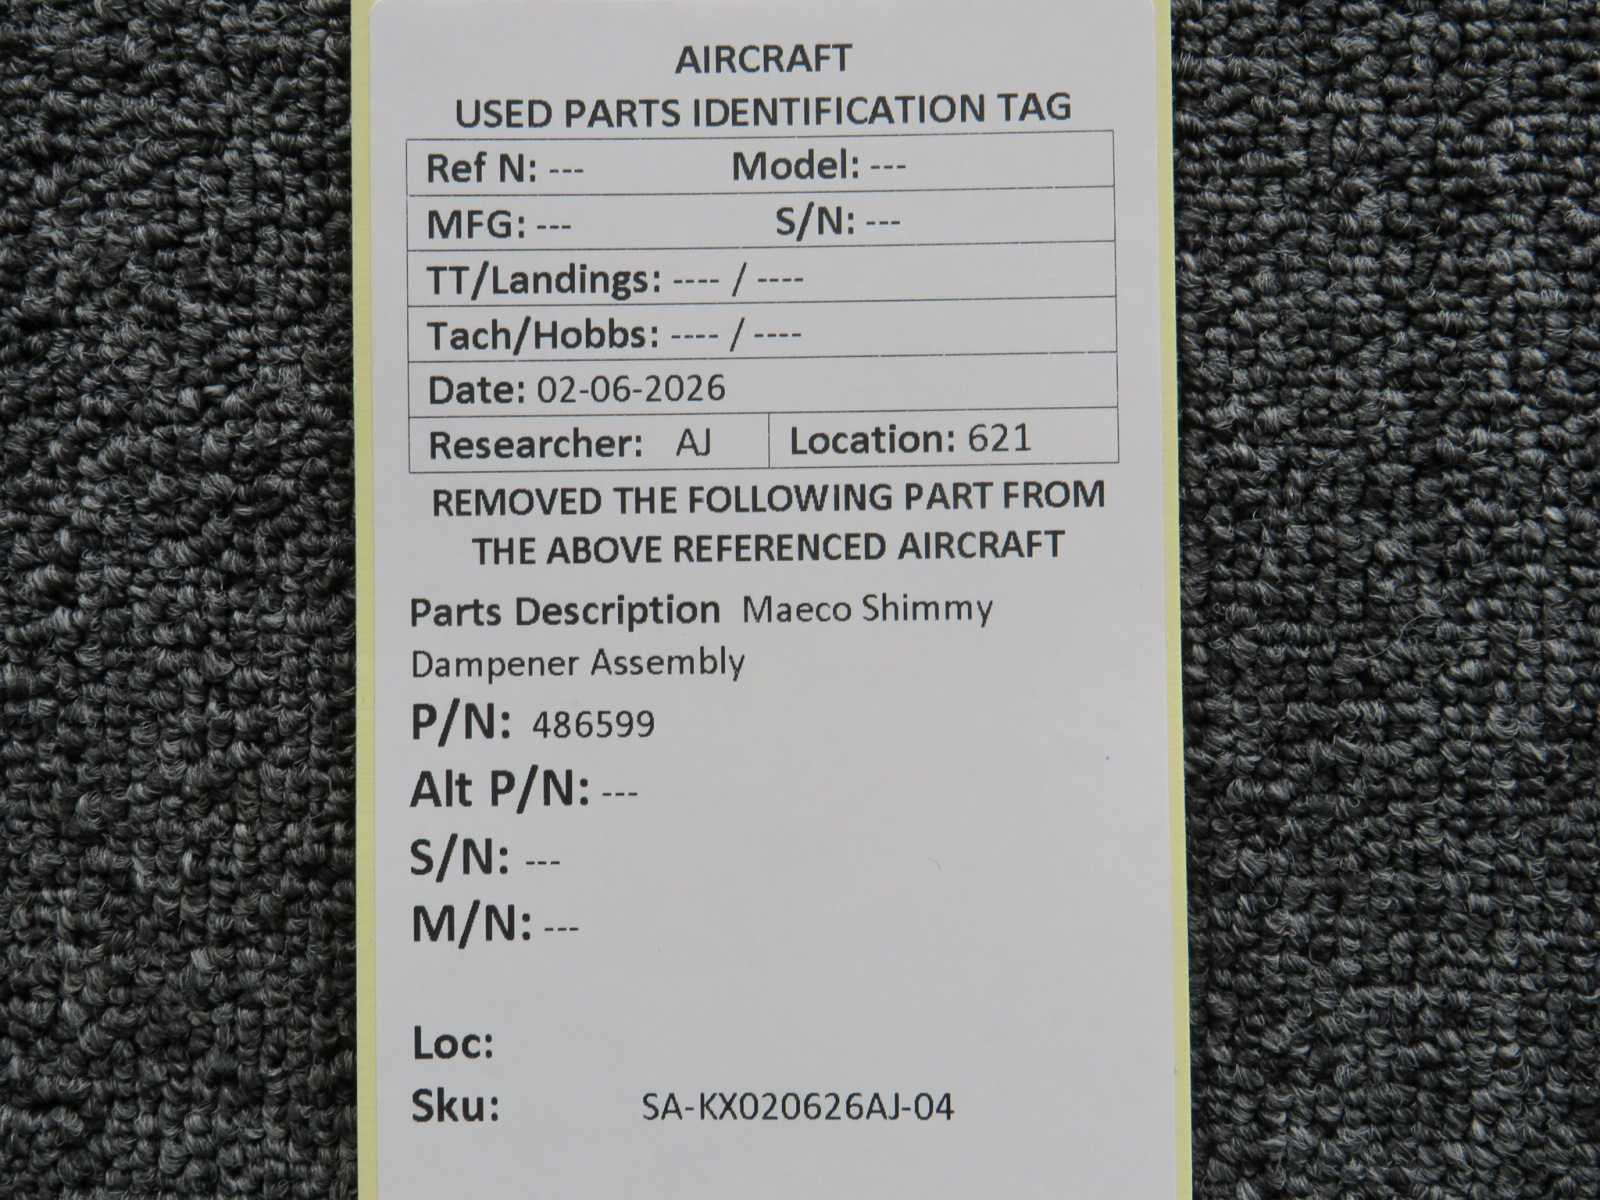 AIRCRAFT
USED PARTS IDENTIFICATION TAG
Ref N: --- Model: ---
MFG: --- S/N: ---
TT/Landings: ---- / ----
Tach/Hobbs: ---- / ----
Date: 02-06-2026
Researcher: AJ Location: 621
REMOVED THE FOLLOWING PART FROM
THE ABOVE REFERENCED AIRCRAFT
Parts Description Maeco Shimmy
Dampener Assembly
P/N: 486599
Alt P/N: ---
S/N: ---
M/N: ---
Loc:
Sku: SA-KX020626AJ-04